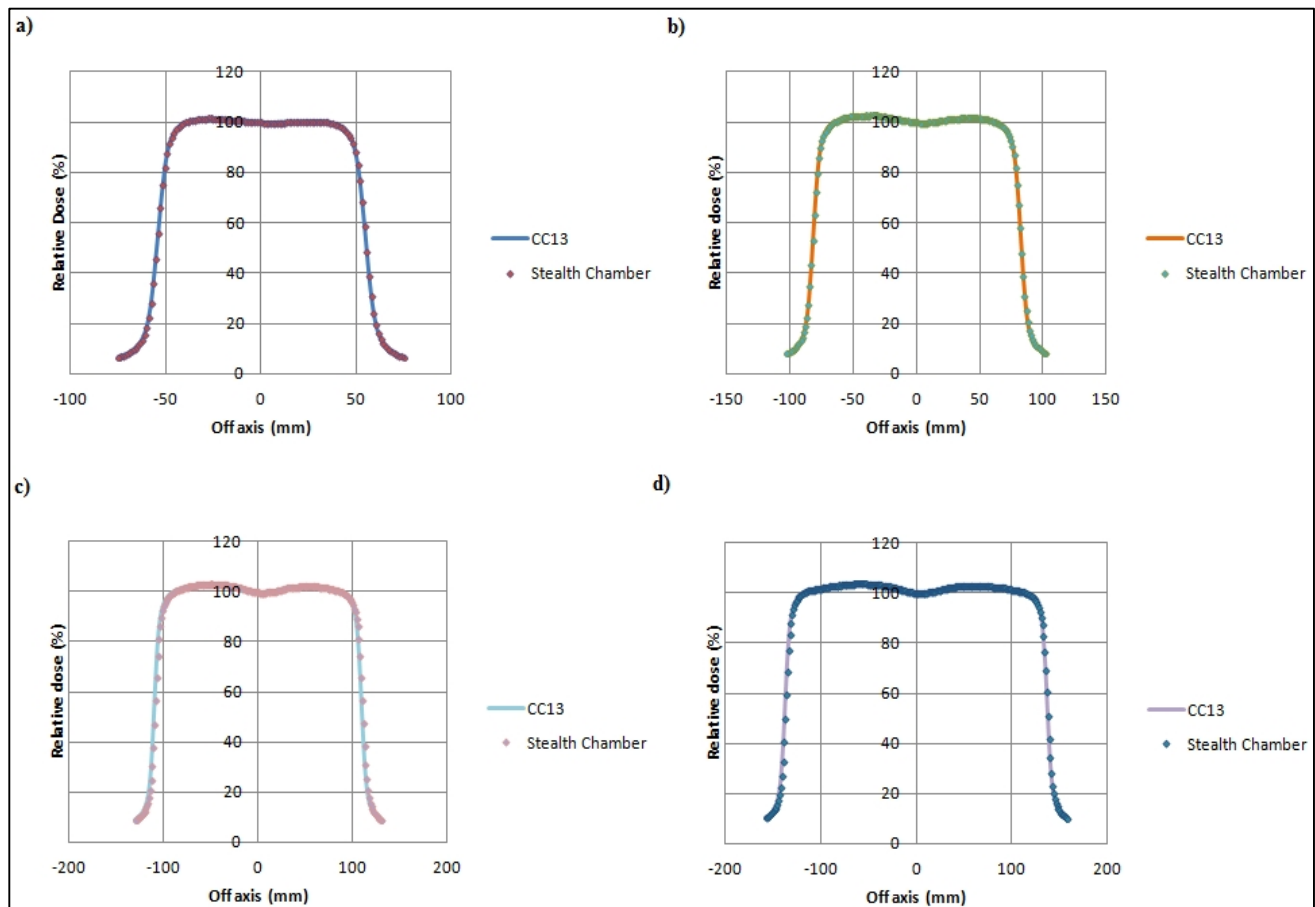 a)
120
100
80
60
40
20
0
-100 -50 0 50 100
Relative Dose (%)
Off axis (mm)
CC13
Stealth Chamber
b)
120
100
80
60
40
20
0
-150 -100 -50 0 50 100 150
Relative dose (%)
Off axis (mm)
CC13
Stealth Chamber
c)
120
100
80
60
40
20
0
-200 -100 0 100 200
Relative dose (%)
Off axis (mm)
CC13
Stealth Chamber
d)
120
100
80
60
40
20
0
-200 -100 0 100 200
Relative dose (%)
Off axis (mm)
CC13
Stealth Chamber